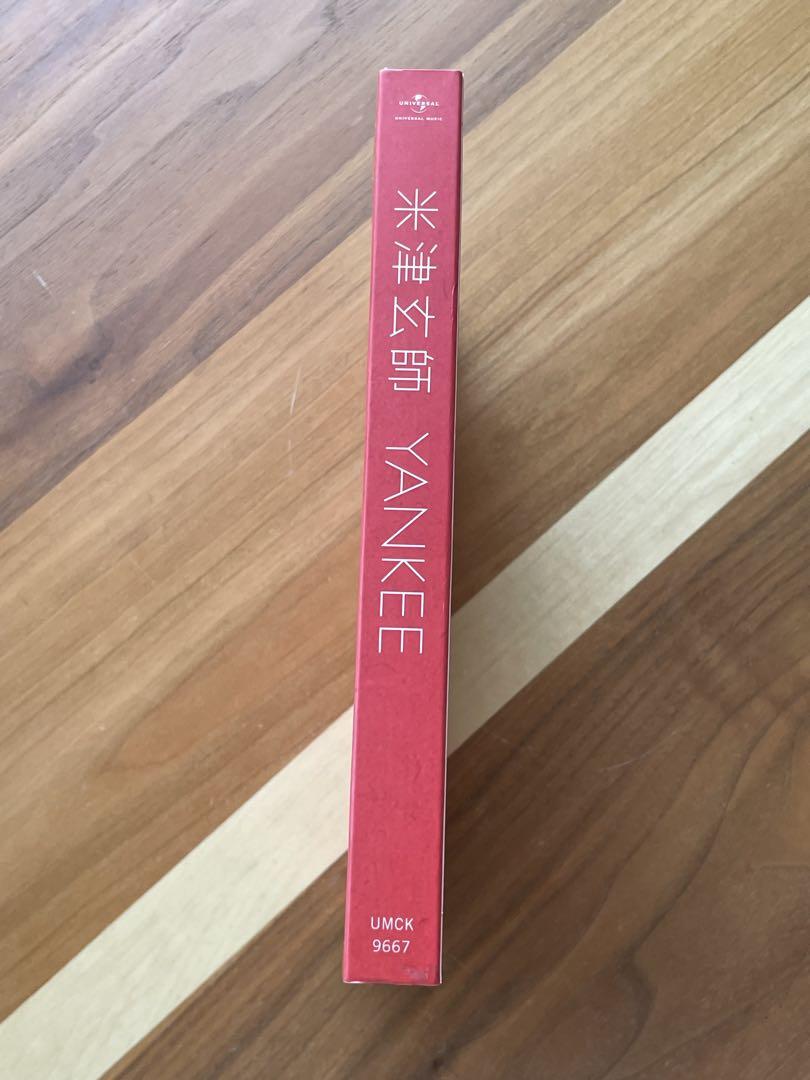 UNIVERSAL
UNIVERSAL MUSIC
米津玄師 YANKEE
UMCK
9667